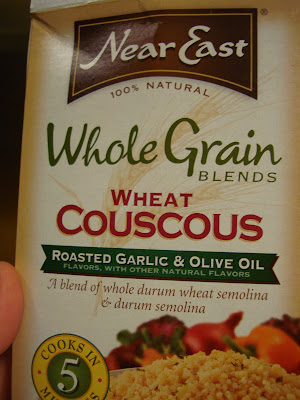 Near East®
100% NATURAL
Whole Grain
BLENDS
WHEAT
COUSCOUS
ROASTED GARLIC & OLIVE OIL
FLAVORS, WITH OTHER NATURAL FLAVORS
A blend of whole durum wheat semolina
& durum semolina
COOKS IN
5